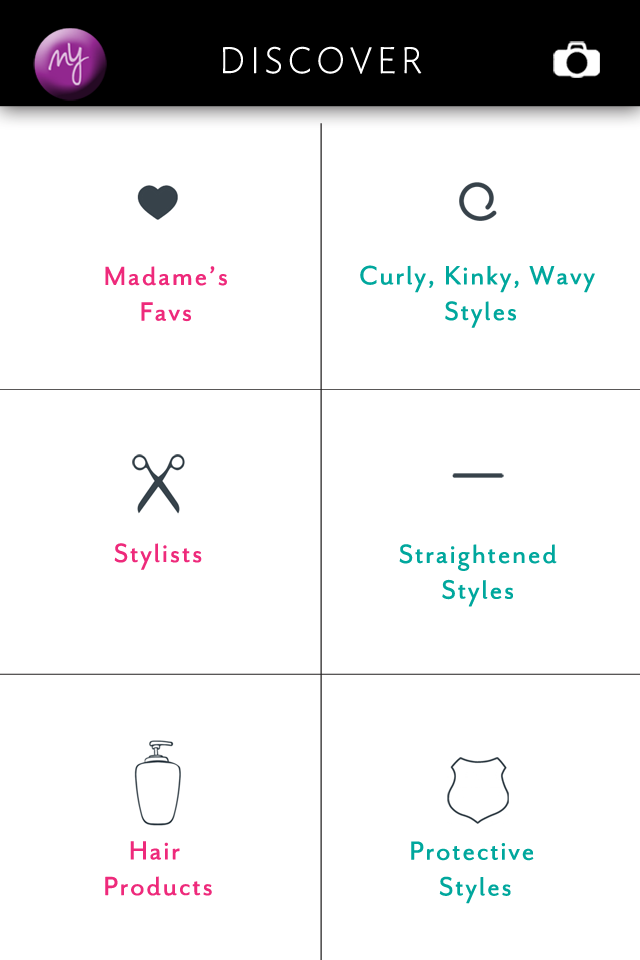 my
DISCOVER
Madame's
Favs
Curly, Kinky, Wavy
Styles
Stylists
Straightened
Styles
Hair
Products
Protective
Styles